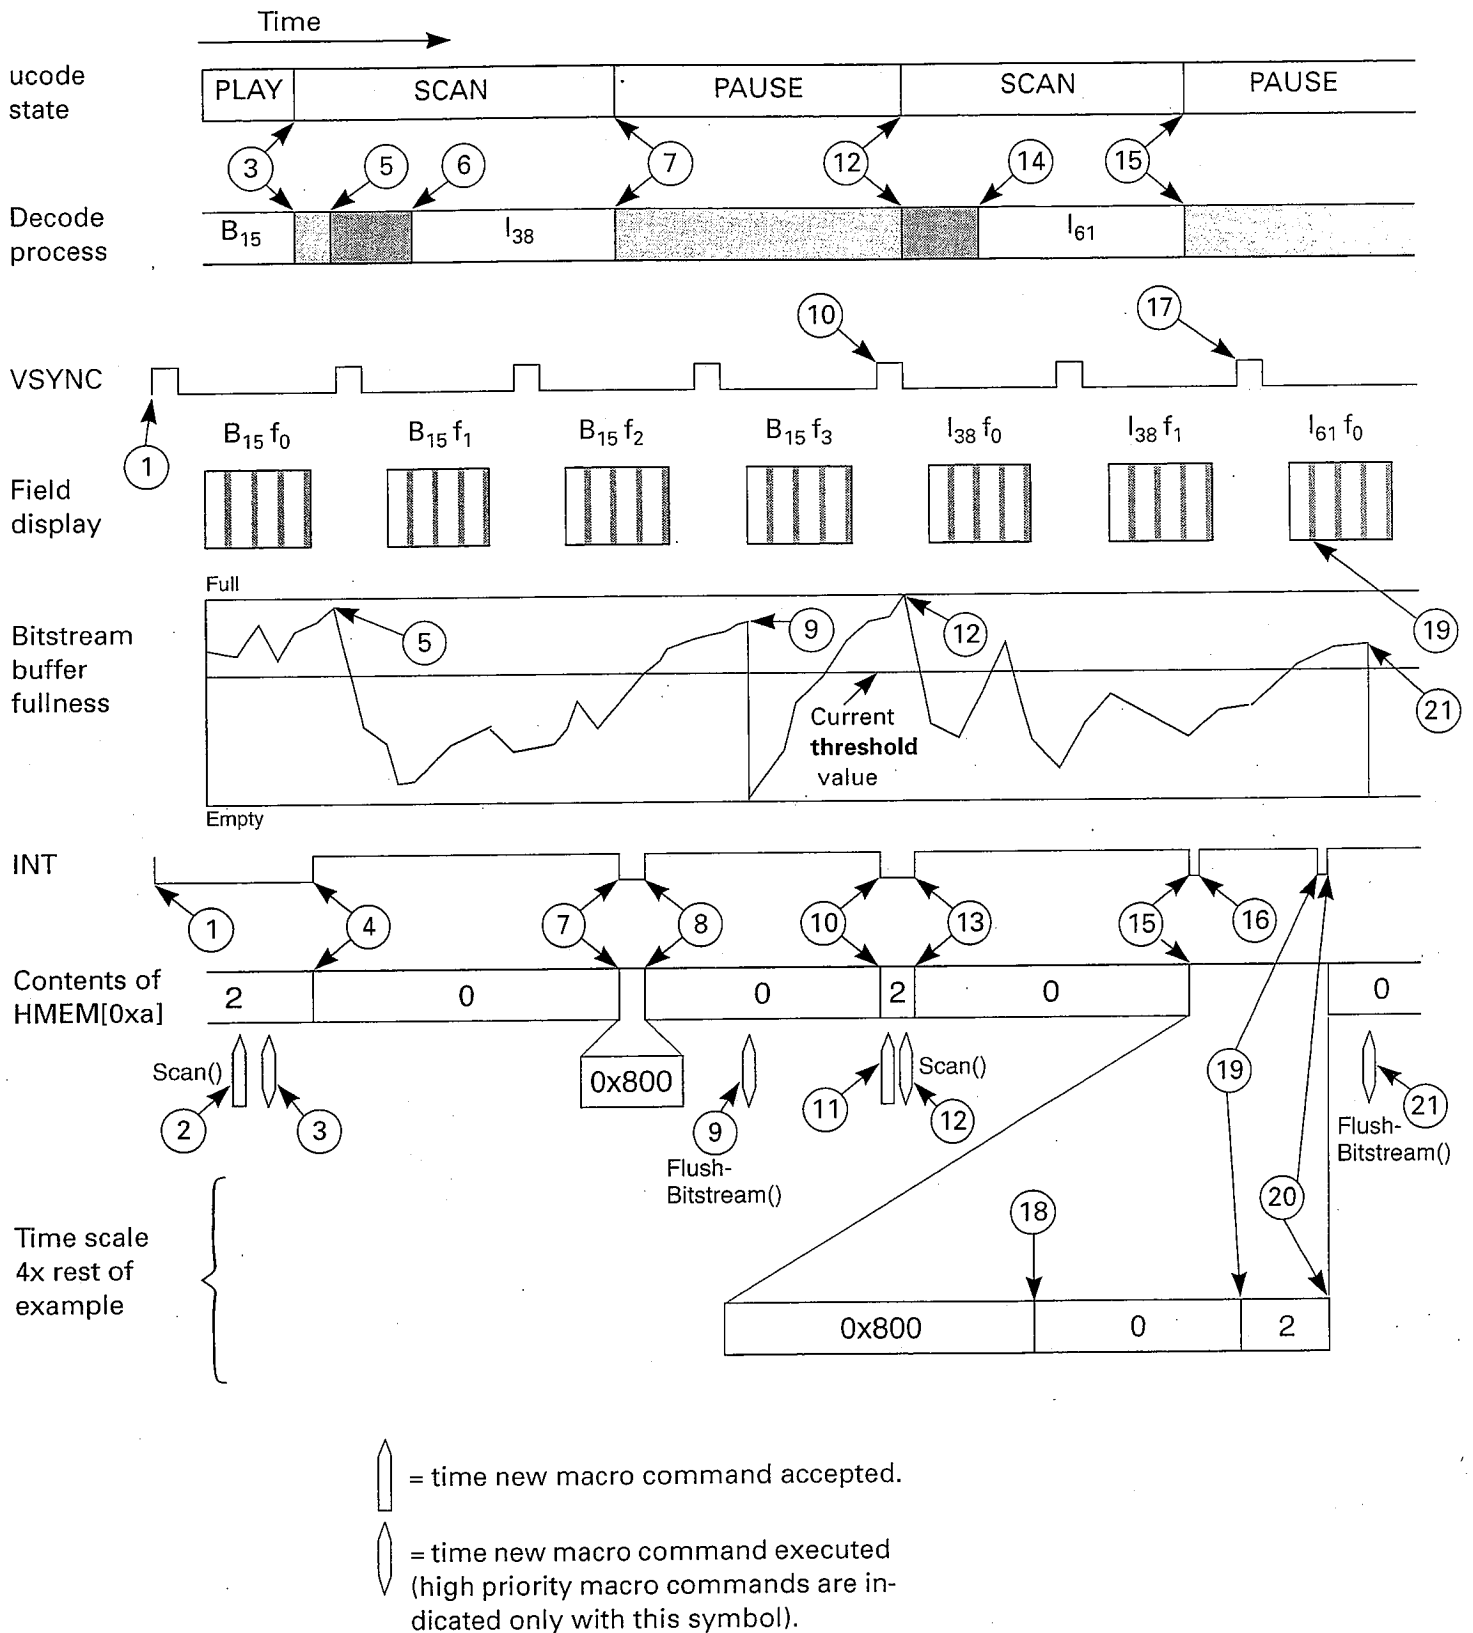 Time
ucode
state
PLAY SCAN PAUSE SCAN PAUSE
3 5 6 7 12 14 15
Decode
process
B15 I38 I61
10 17
VSYNC
1
B15 f0 B15 f1 B15 f2 B15 f3 I38 f0 I38 f1 I61 f0
Field
display
19
Full
Bitstream
buffer
fullness
5 9 12 21
Current
threshold
value
Empty
INT
1 4 7 8 10 13 15 16
Contents of
HMEM[0xa]
2 0 0 2 0 0
0x800
Scan()
2 3
9
Flush-
Bitstream()
11
Scan()
12
19
21
Flush-
Bitstream()
20
18
Time scale
4x rest of
example
0x800 0 2
= time new macro command accepted.
= time new macro command executed
(high priority macro commands are in-
dicated only with this symbol).